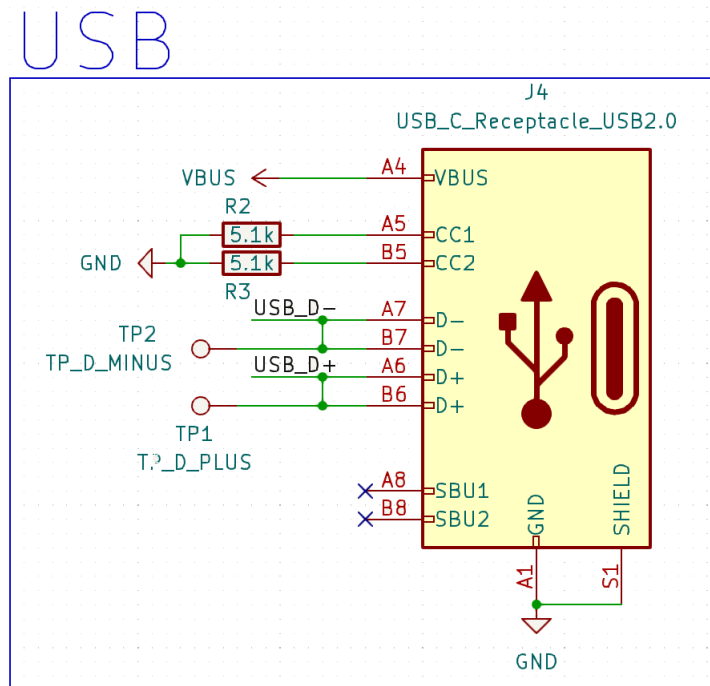 USB
J4
USB_C_Receptacle_USB2.0
VBUS
A4
VBUS
R2
5.1k
A5
CC1
GND
5.1k
B5
CC2
R3
USB_D-
A7
D-
TP2
B7
D-
TP_D_MINUS
USB_D+
A6
D+
B6
D+
TP1
TP_D_PLUS
A8
SBU1
B8
SBU2
GND
SHIELD
A1
S1
GND